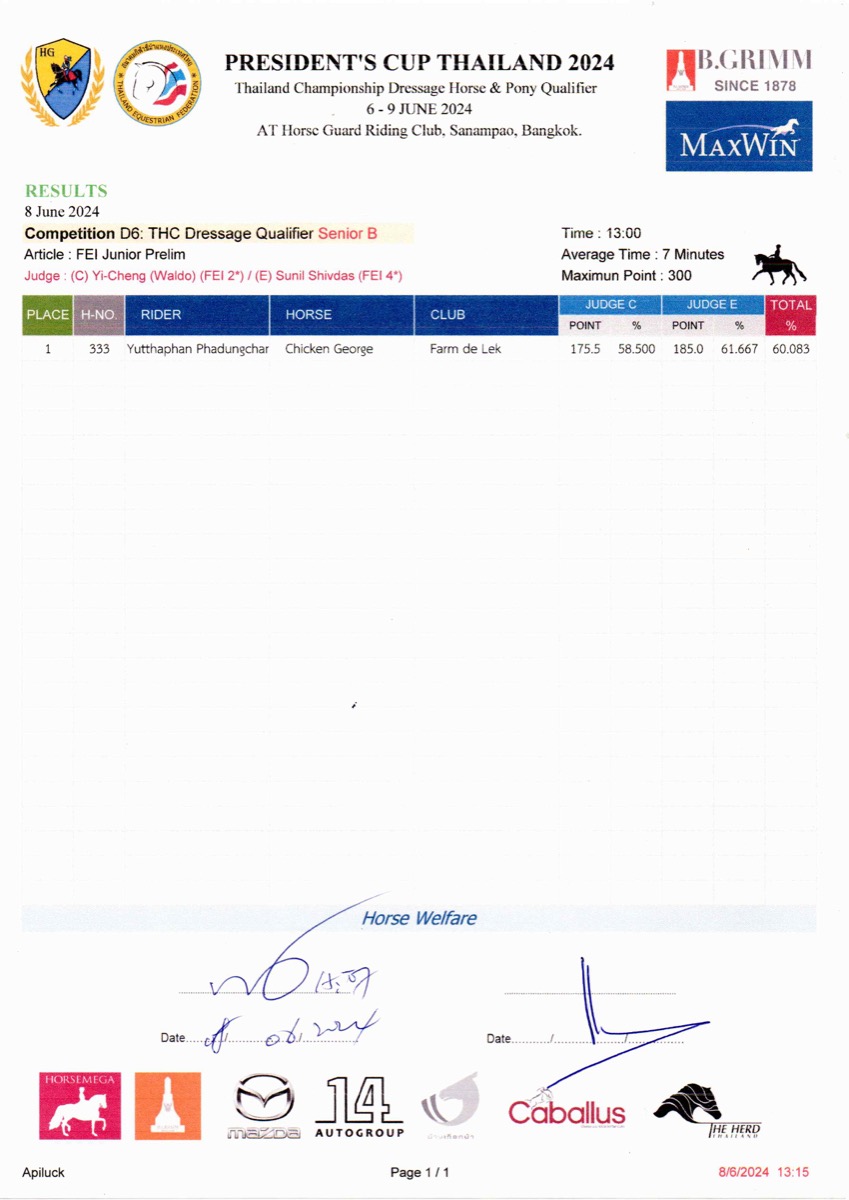 HG
THAILAND EQUESTRIAN FEDERATION
PRESIDENT'S CUP THAILAND 2024
Thailand Championship Dressage Horse & Pony Qualifier
6 - 9 JUNE 2024
AT Horse Guard Riding Club, Sanampao, Bangkok.
B.GRIMM
SINCE 1878
MAXWIN
RESULTS
8 June 2024
Competition D6: THC Dressage Qualifier Senior B
Time : 13:00
Article : FEI Junior Prelim
Average Time : 7 Minutes
Judge : (C) Yi-Cheng (Waldo) (FEI 2*) / (E) Sunil Shivdas (FEI 4*)
Maximun Point : 300
PLACE H-NO. RIDER HORSE CLUB JUDGE C JUDGE E TOTAL
POINT % POINT % %
1 333 Yutthaphan Phadungchar Chicken George Farm de Lek 175.5 58.500 185.0 61.667 60.083
Horse Welfare
Date 06 2024
Date / /
HORSEMEGA
mazda
14
AUTOGROUP
Caballus
THE HERD
THAILAND
Apiluck
Page 1 / 1
8/6/2024 13:15